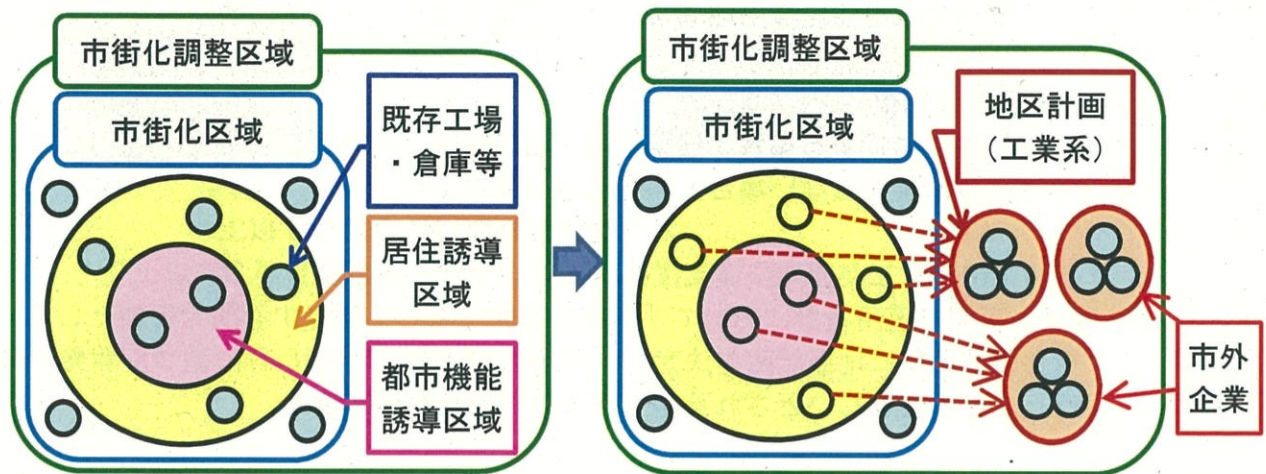 市街化調整区域
市街化区域
既存工場
・倉庫等
居住誘導
区域
都市機能
誘導区域
市街化調整区域
市街化区域
地区計画
（工業系）
市外
企業